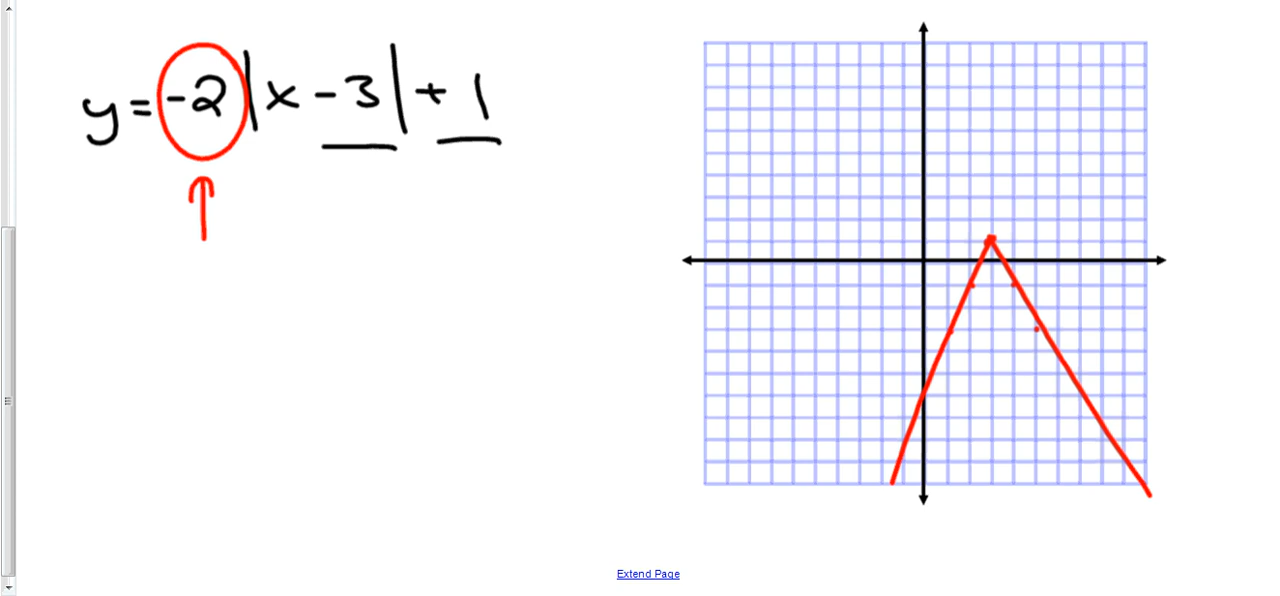 y = -2|x - 3| + 1
Extend Page